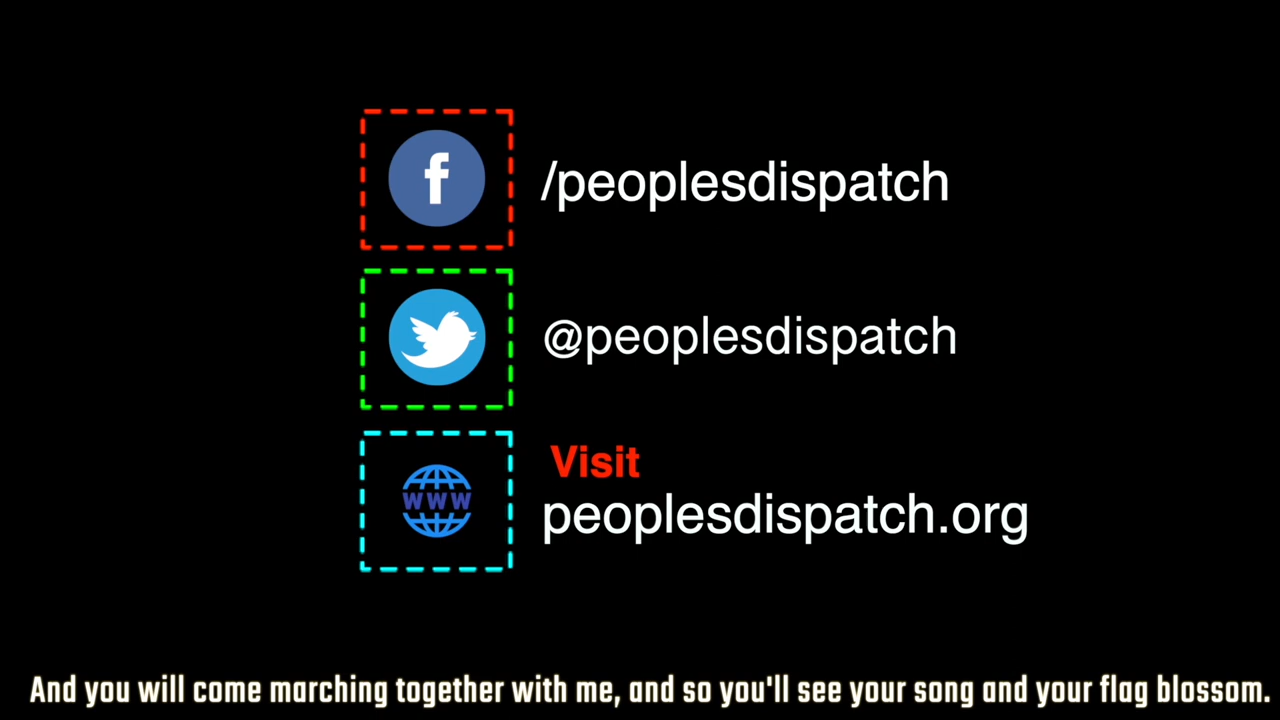 f
/peoplesdispatch
@peoplesdispatch
Visit
www
peoplesdispatch.org
And you will come marching together with me, and so you'll see your song and your flag blossom.